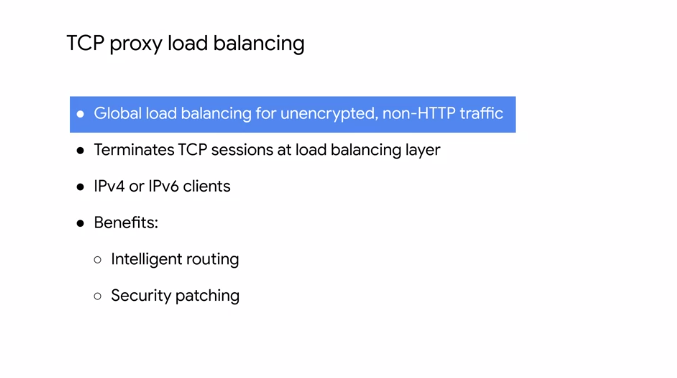 TCP proxy load balancing
● Global load balancing for unencrypted, non-HTTP traffic
● Terminates TCP sessions at load balancing layer
● IPv4 or IPv6 clients
● Benefits:
○ Intelligent routing
○ Security patching